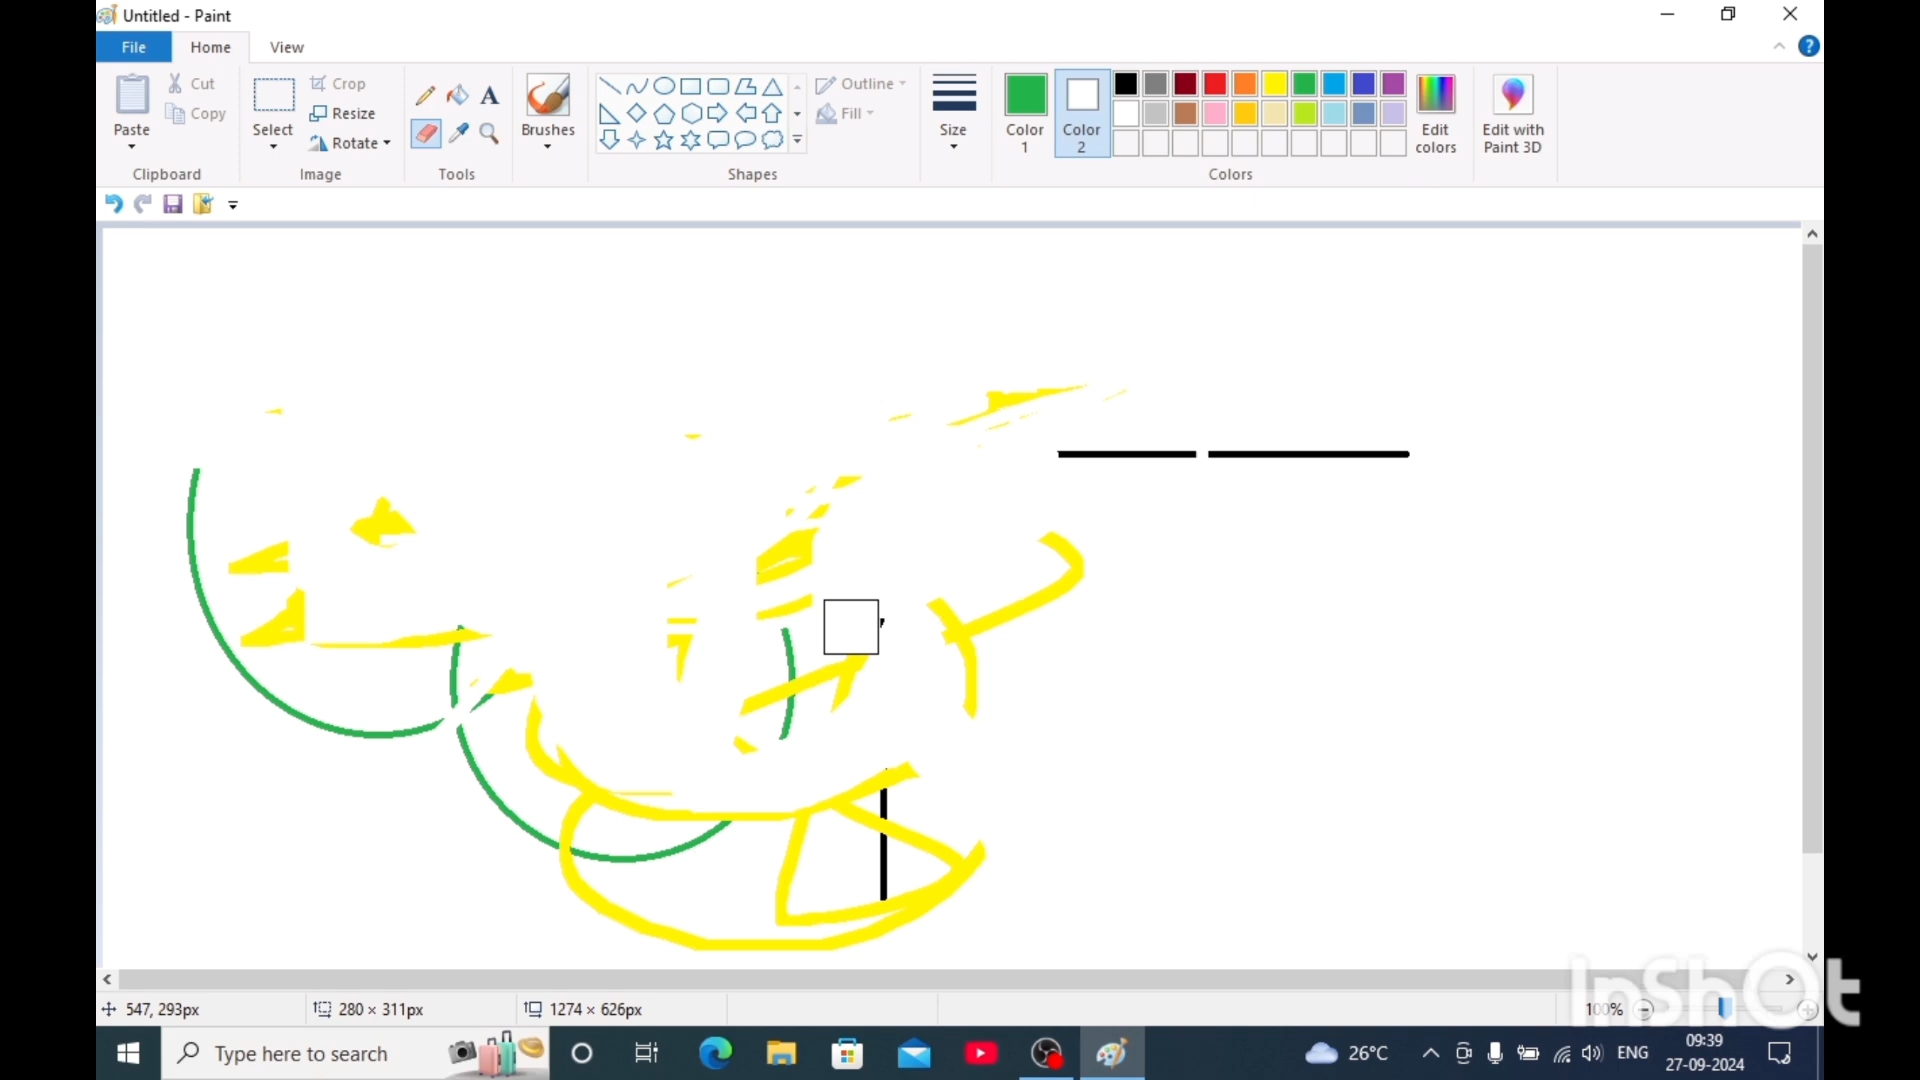 Untitled - Paint
File Home View
Cut Crop Outline
Copy Resize Fill
Paste Select Rotate Brushes Size Color 1 Color 2 Edit colors Edit with Paint 3D
Clipboard Image Tools Shapes Colors
547, 293px 280 × 311px 1274 × 626px 100%
InShOt
Type here to search 26°C ENG 09:39
27-09-2024